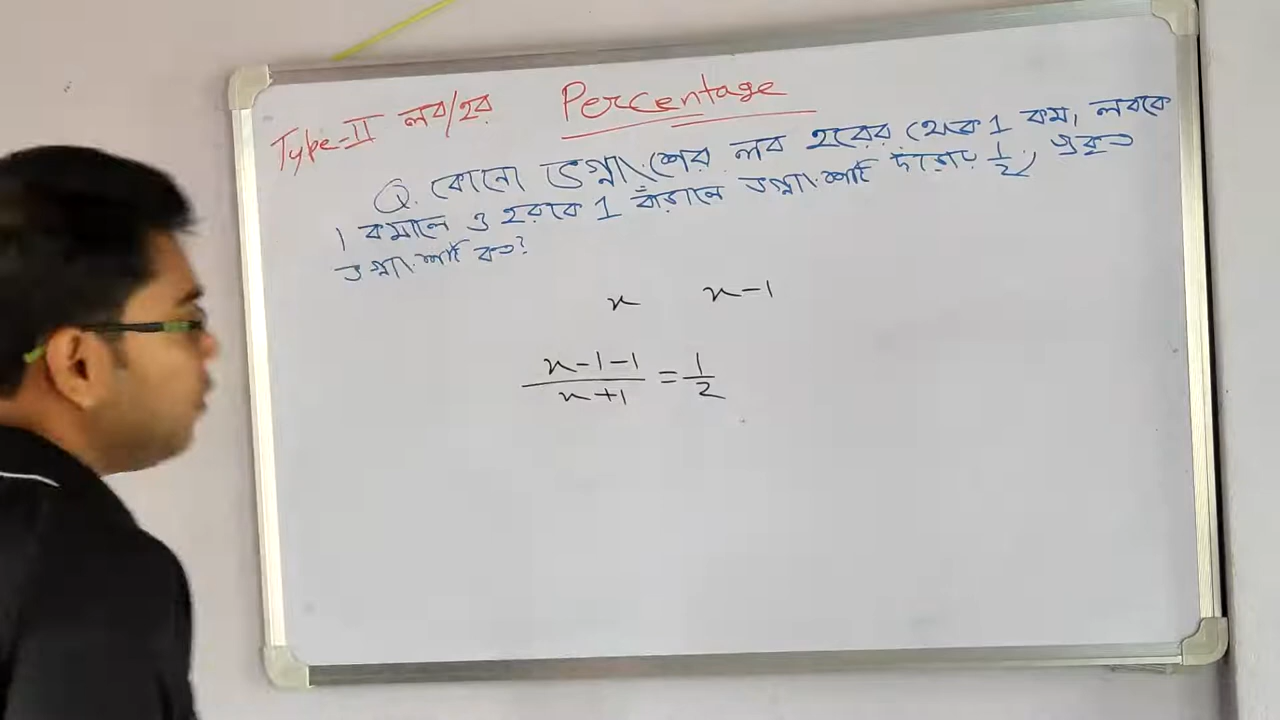 Type-II লব/হর Percentage
Q. কোনো ভগ্নাংশের লব হরের থেকে 1 কম, লবকে
1 কমালে ও হরকে 1 বাঁড়ালে ভগ্নাংশটি দাঁড়ায় 1/2, প্রকৃত
ভগ্নাংশটি কত?
x x-1
x-1-1/x+1 = 1/2